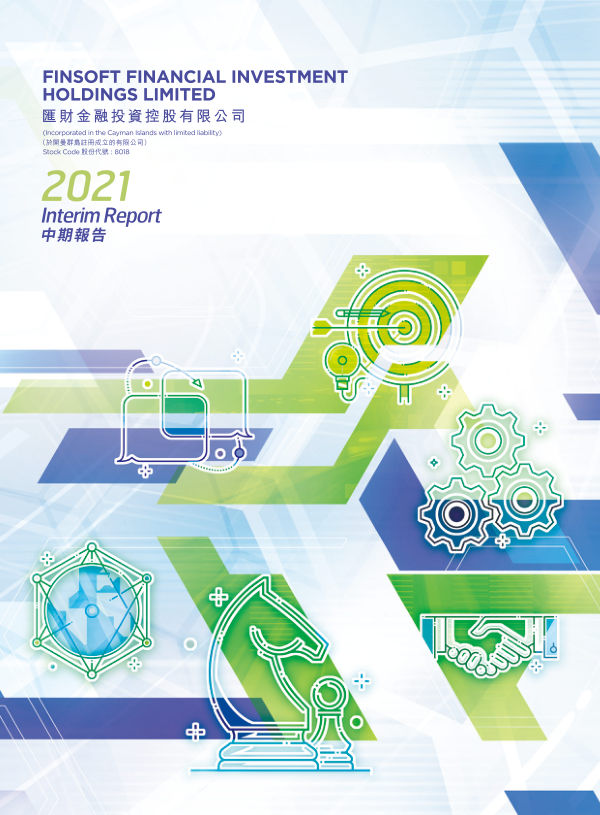 FINSOFT FINANCIAL INVESTMENT
HOLDINGS LIMITED
匯財金融投資控股有限公司
(Incorporated in the Cayman Islands with limited liability)
(於開曼群島註冊成立的有限公司)
Stock Code 股份代號 : 8018
2021
Interim Report
中期報告